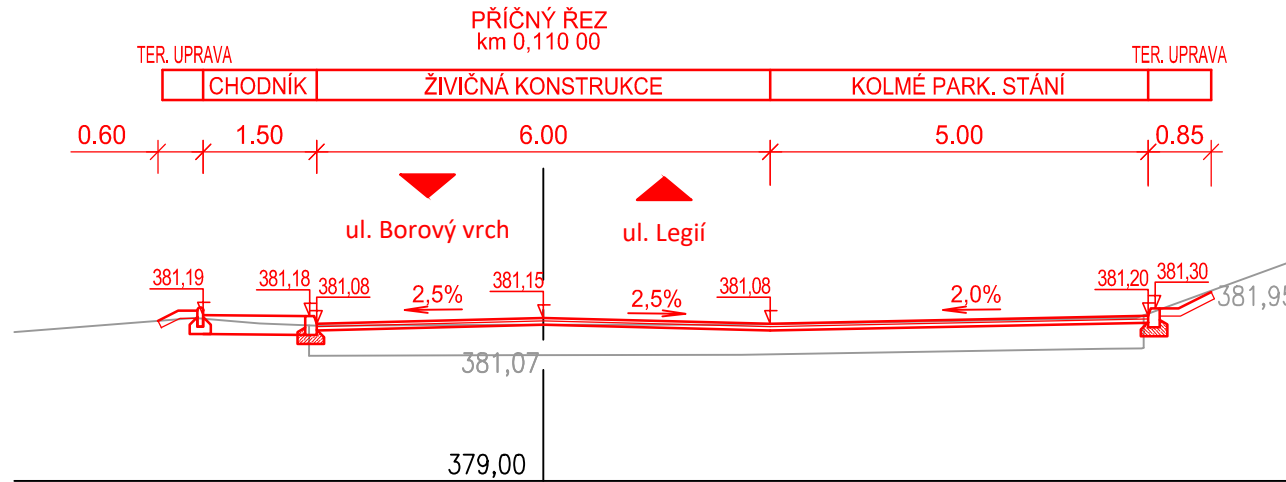 PŘÍČNÝ ŘEZ
km 0,110 00
TER. UPRAVA
TER. UPRAVA
CHODNÍK
ŽIVIČNÁ KONSTRUKCE
KOLMÉ PARK. STÁNÍ
0.60
1.50
6.00
5.00
0.85
ul. Borový vrch
ul. Legií
381,19
381,18
381,08
381,15
381,08
381,20
381,30
2,5%
2,5%
2,0%
381,95
381,07
379,00